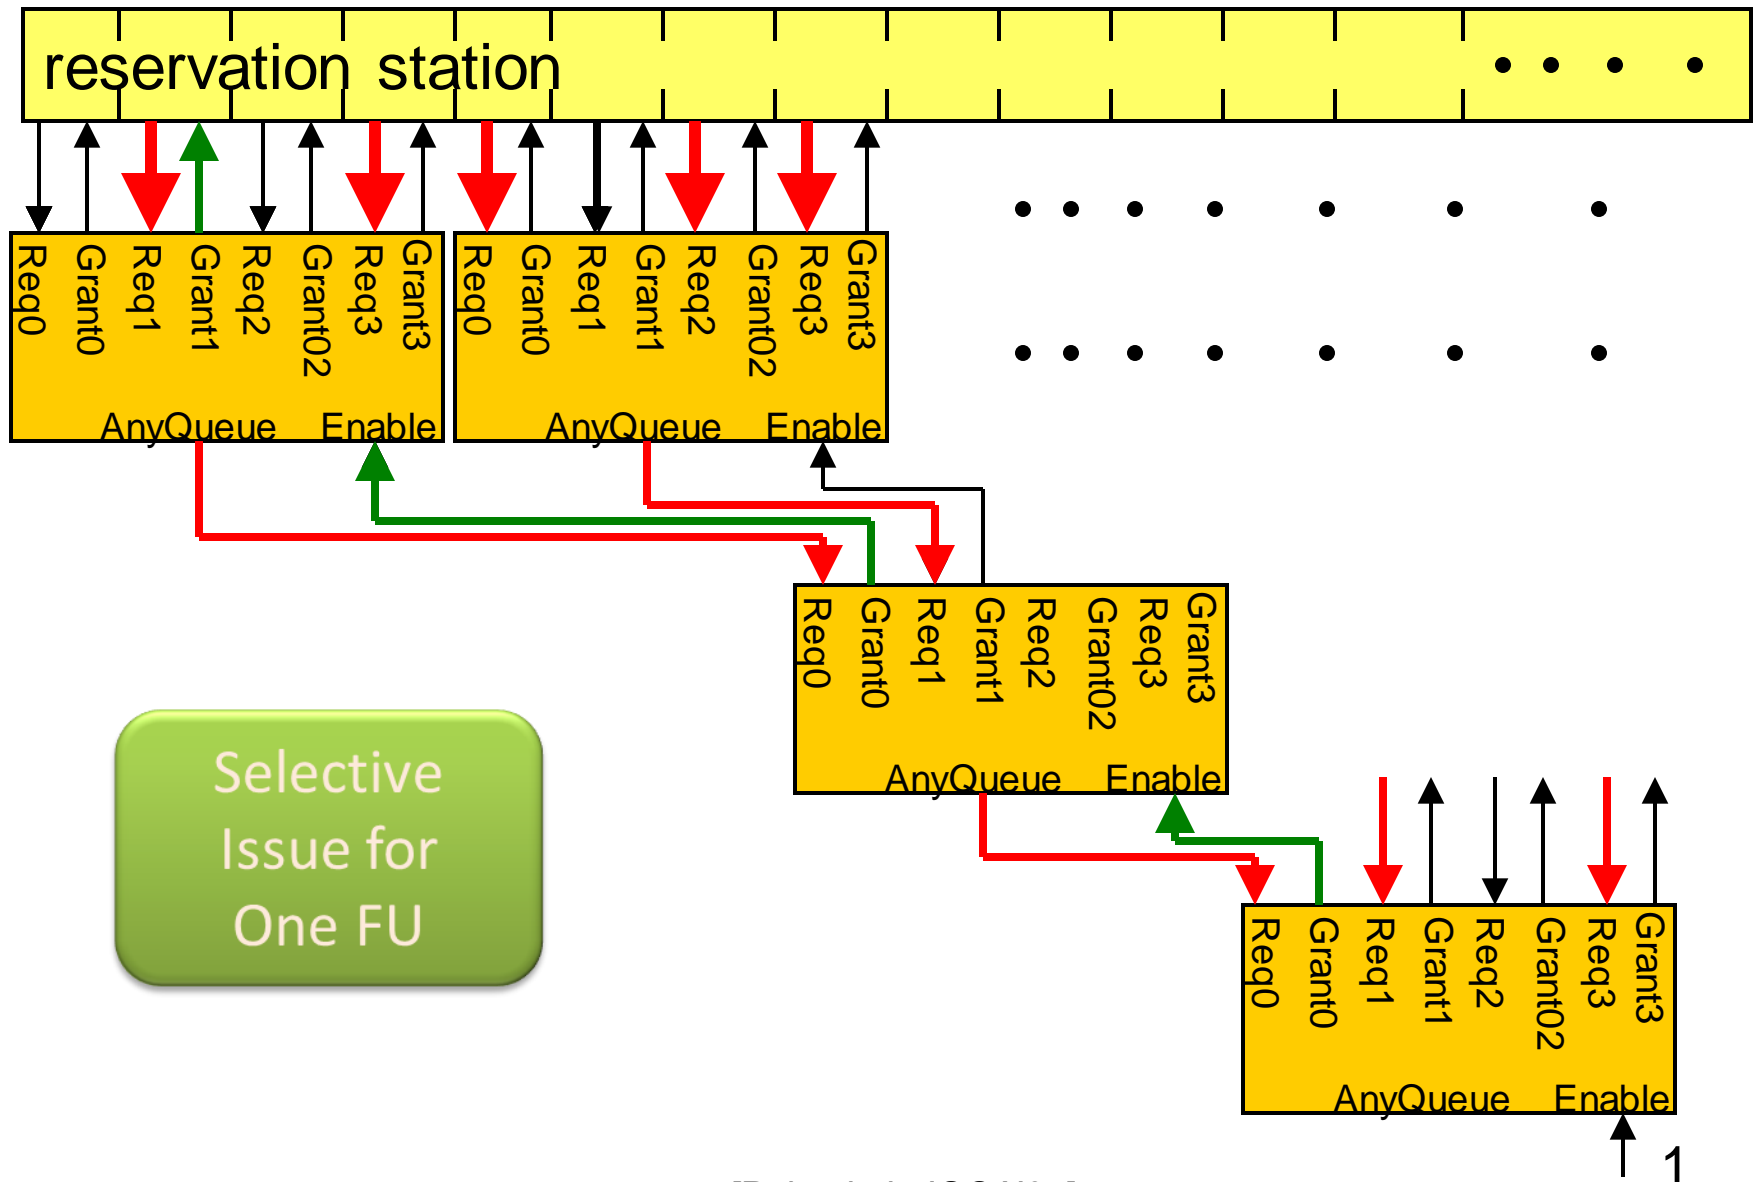 reservation station
Req0 Grant0 Req1 Grant1 Req2 Grant02 Req3 Grant3
AnyQueue Enable
Req0 Grant0 Req1 Grant1 Req2 Grant02 Req3 Grant3
AnyQueue Enable
Req0 Grant0 Req1 Grant1 Req2 Grant02 Req3 Grant3
AnyQueue Enable
Selective
Issue for
One FU
Req0 Grant0 Req1 Grant1 Req2 Grant02 Req3 Grant3
AnyQueue Enable
1